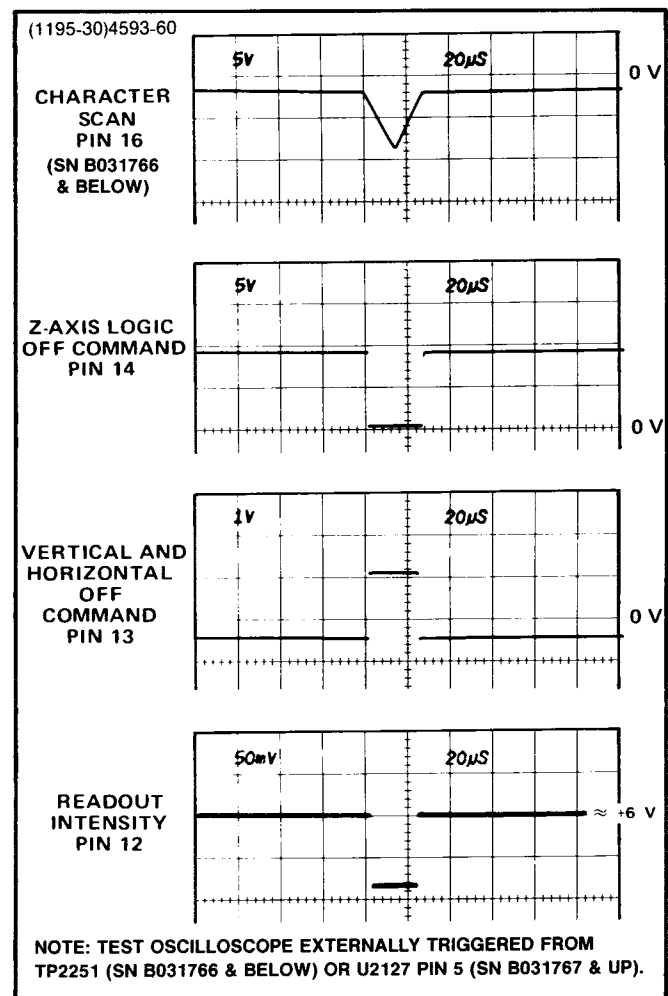 (1195-30)4593-60
5V 20µS
0 V
CHARACTER
SCAN
PIN 16
(SN B031766
& BELOW)
5V 20µS
Z-AXIS LOGIC
OFF COMMAND
PIN 14
0 V
1V 20µS
VERTICAL AND
HORIZONTAL
OFF
COMMAND
PIN 13
0 V
50mV 20µS
READOUT
INTENSITY
PIN 12
≈ +6 V
NOTE: TEST OSCILLOSCOPE EXTERNALLY TRIGGERED FROM
TP2251 (SN B031766 & BELOW) OR U2127 PIN 5 (SN B031767 & UP).